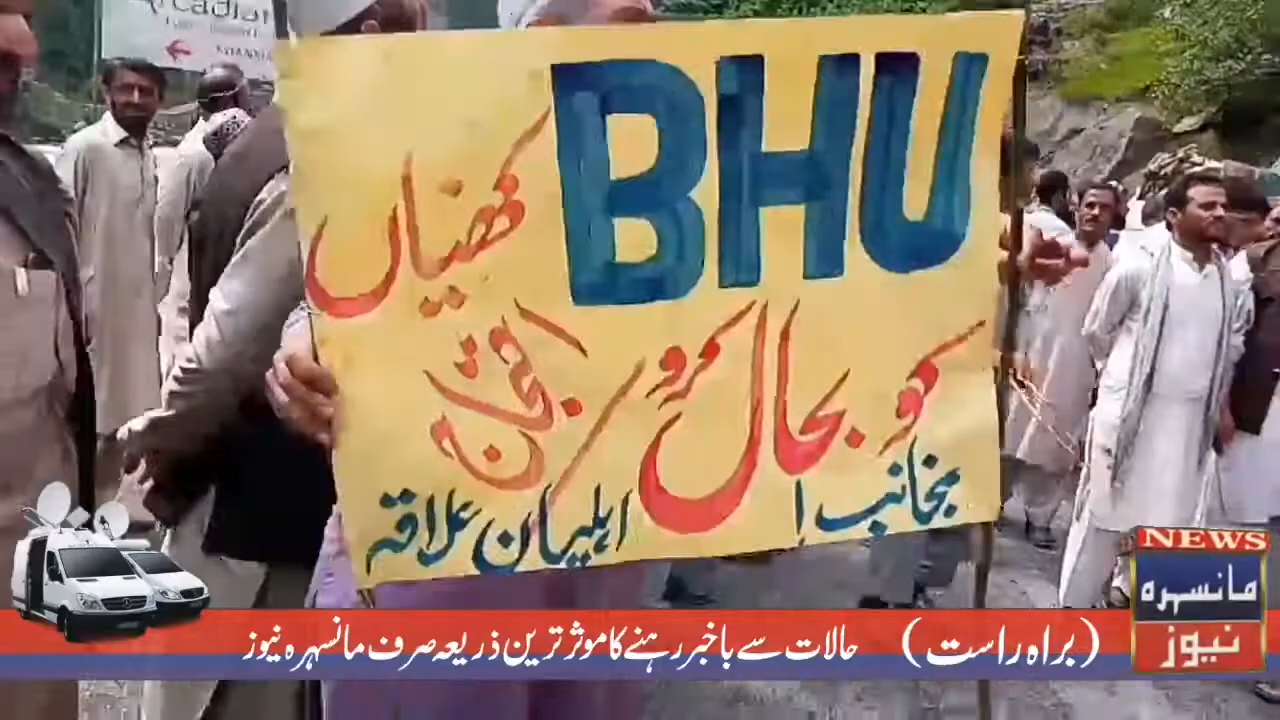 BHU کھنیاں
کو بحال کرو
منجانب : اہلیان علاقہ
NEWS
مانسہرہ
نیوز
(براہ راست) حالات سے باخبر رہنے کا موثر ترین ذریعہ صرف مانسہرہ نیوز